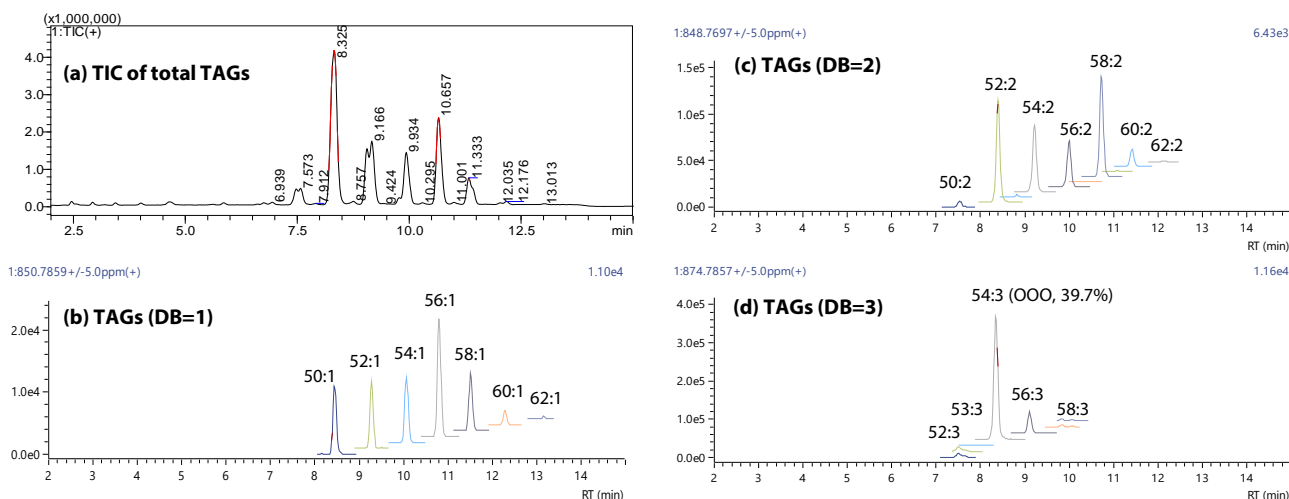 (x1,000,000)
1:TIC(+)
(a) TIC of total TAGs
4.0
3.0
2.0
1.0
0.0
6.939
7.573
7.912
8.325
8.757
9.166
9.424
9.934
10.295
10.657
11.001
11.333
12.035
12.176
13.013
2.5 5.0 7.5 10.0 12.5 min
1:850.7859+/-5.0ppm(+) 1.10e4
(b) TAGs (DB=1)
2.0e4
1.0e4
0.0e0
50:1
52:1
54:1
56:1
58:1
60:1
62:1
2 3 4 5 6 7 8 9 10 11 12 13 14
RT (min)
1:848.7697+/-5.0ppm(+) 6.43e3
(c) TAGs (DB=2)
1.5e5
1.0e5
5.0e4
0.0e0
50:2
52:2
54:2
56:2
58:2
60:2
62:2
2 3 4 5 6 7 8 9 10 11 12 13 14
RT (min)
1:874.7857+/-5.0ppm(+) 1.16e4
(d) TAGs (DB=3)
4.0e5
3.0e5
2.0e5
1.0e5
0.0e0
52:3
53:3
54:3 (OOO, 39.7%)
56:3
58:3
2 3 4 5 6 7 8 9 10 11 12 13 14
RT (min)